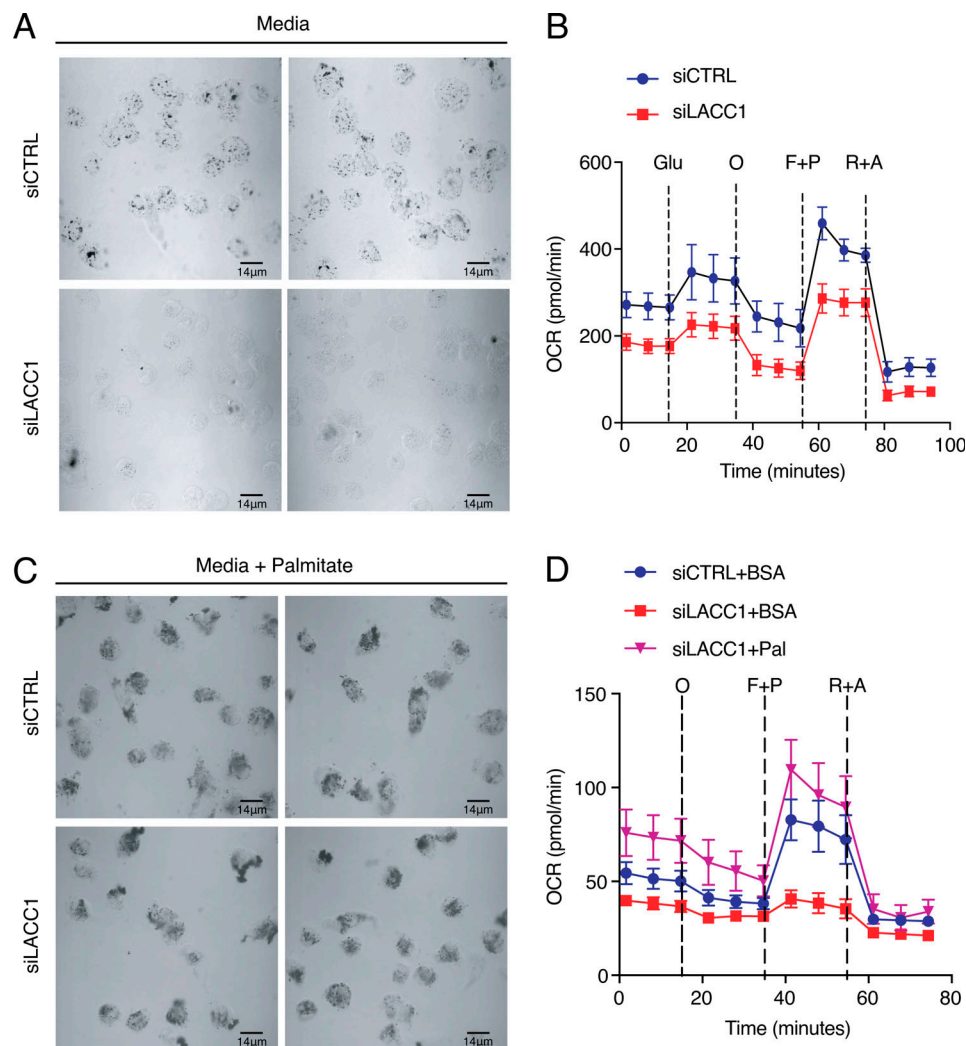 A
Media
siCTRL
14µm
14µm
siLACC1
14µm
14µm
B
siCTRL
siLACC1
Glu O F+P R+A
600
400
200
0
OCR (pmol/min)
0 20 40 60 80 100
Time (minutes)
C
Media + Palmitate
siCTRL
14µm
14µm
siLACC1
14µm
14µm
D
siCTRL+BSA
siLACC1+BSA
siLACC1+Pal
O F+P R+A
150
100
50
0
OCR (pmol/min)
0 20 40 60 80
Time (minutes)